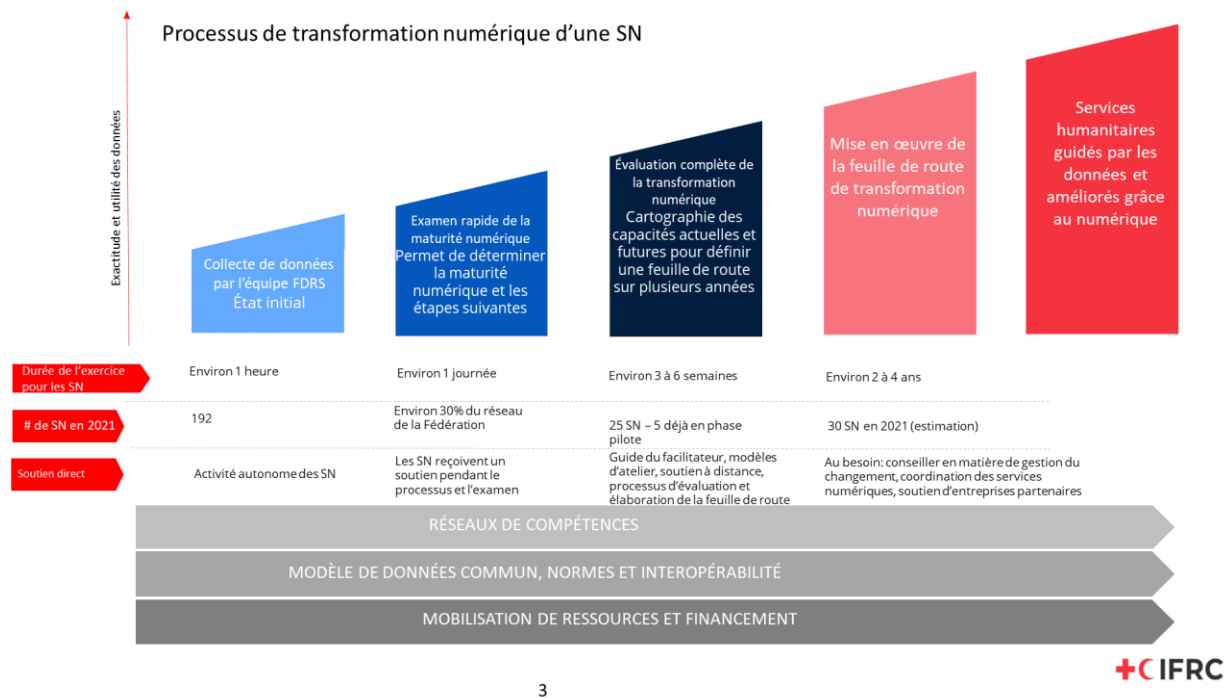 Processus de transformation numérique d’une SN
Exactitude et utilité des données
Collecte de données
par l’équipe FDRS
État initial
Examen rapide de la
maturité numérique
Permet de déterminer
la maturité
numérique et les
étapes suivantes
Évaluation complète de
la transformation
numérique
Cartographie des
capacités actuelles et
futures pour définir
une feuille de route
sur plusieurs années
Mise en œuvre de
la feuille de route
de transformation
numérique
Services
humanitaires
guidés par les
données et
améliorés grâce
au numérique
Durée de l’exercice
pour les SN
Environ 1 heure
Environ 1 journée
Environ 3 à 6 semaines
Environ 2 à 4 ans
# de SN en 2021
192
Environ 30% du réseau
de la Fédération
25 SN – 5 déjà en phase
pilote
30 SN en 2021 (estimation)
Soutien direct
Activité autonome des SN
Les SN reçoivent un
soutien pendant le
processus et l’examen
Guide du facilitateur, modèles
d’atelier, soutien à distance,
processus d’évaluation et
élaboration de la feuille de route
Au besoin: conseiller en matière de gestion du
changement, coordination des services
numériques, soutien d’entreprises partenaires
RÉSEAUX DE COMPÉTENCES
MODÈLE DE DONNÉES COMMUN, NORMES ET INTEROPÉRABILITÉ
MOBILISATION DE RESSOURCES ET FINANCEMENT
IFRC
3